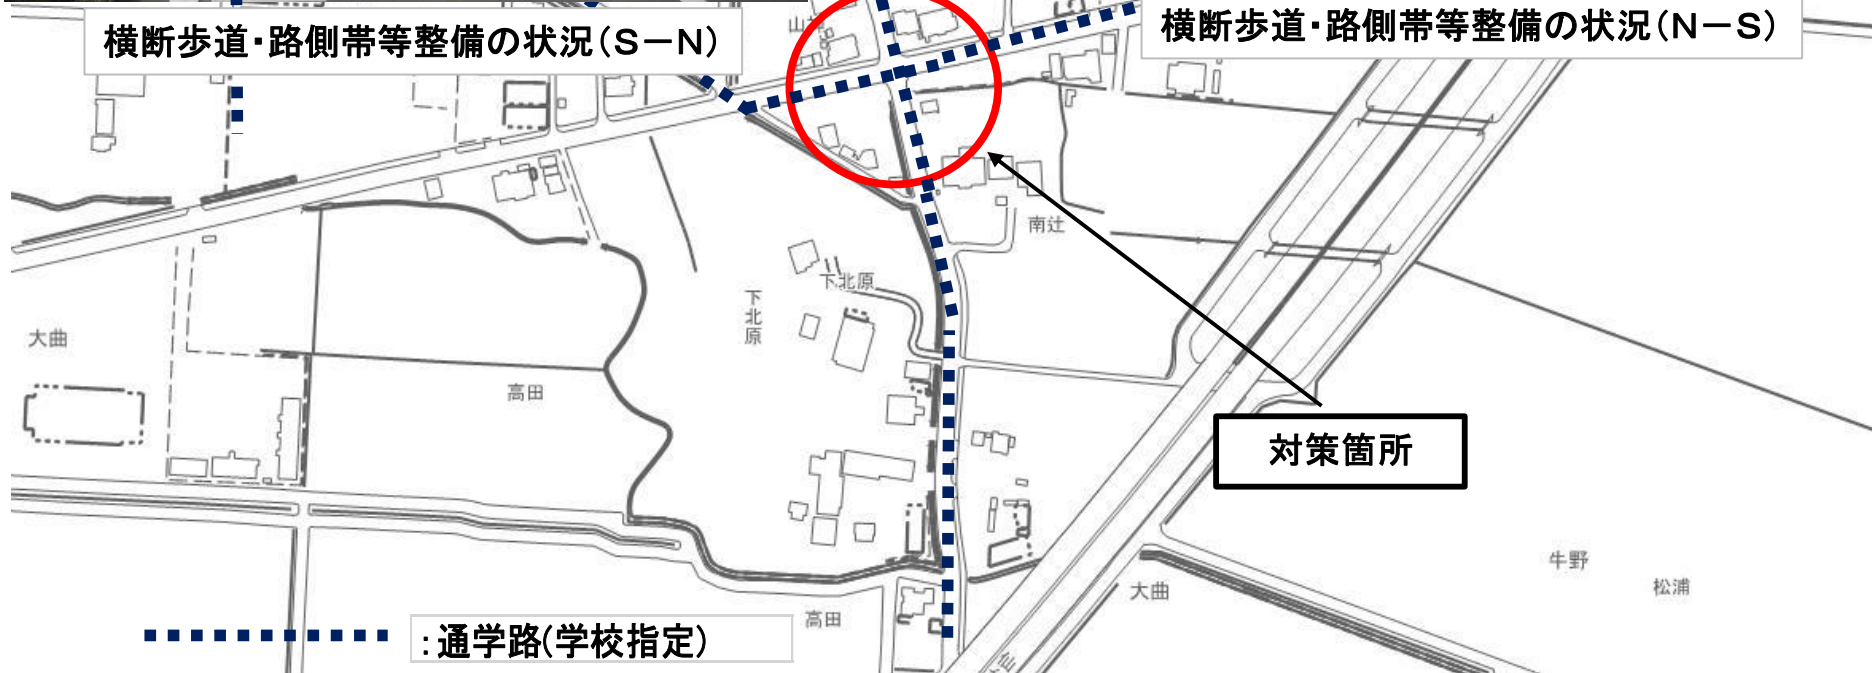 横断歩道・路側帯等整備の状況(S-N)
横断歩道・路側帯等整備の状況(N-S)
南辻
下北原
下北原
大曲
高田
対策箇所
牛野
松浦
大曲
高田
:通学路(学校指定)